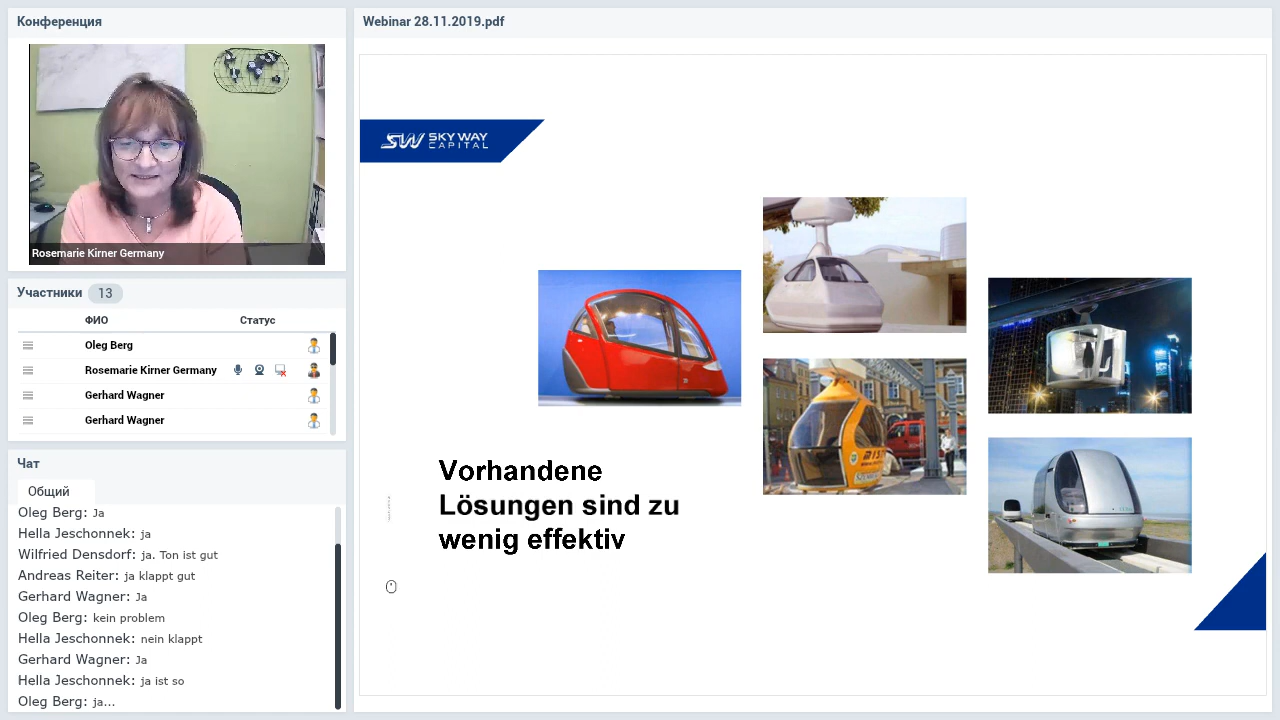 Конференция
Rosemarie Kirner Germany
Участники 13
ФИО Статус
Oleg Berg
Rosemarie Kirner Germany
Gerhard Wagner
Gerhard Wagner
Чат
Общий
Oleg Berg: Ja
Hella Jeschonnek: ja
Wilfried Densdorf: ja. Ton ist gut
Andreas Reiter: ja klappt gut
Gerhard Wagner: Ja
Oleg Berg: kein problem
Hella Jeschonnek: nein klappt
Gerhard Wagner: Ja
Hella Jeschonnek: ja ist so
Oleg Berg: ja...
Webinar 28.11.2019.pdf
SW SKY WAY
CAPITAL
Vorhandene
Lösungen sind zu
wenig effektiv